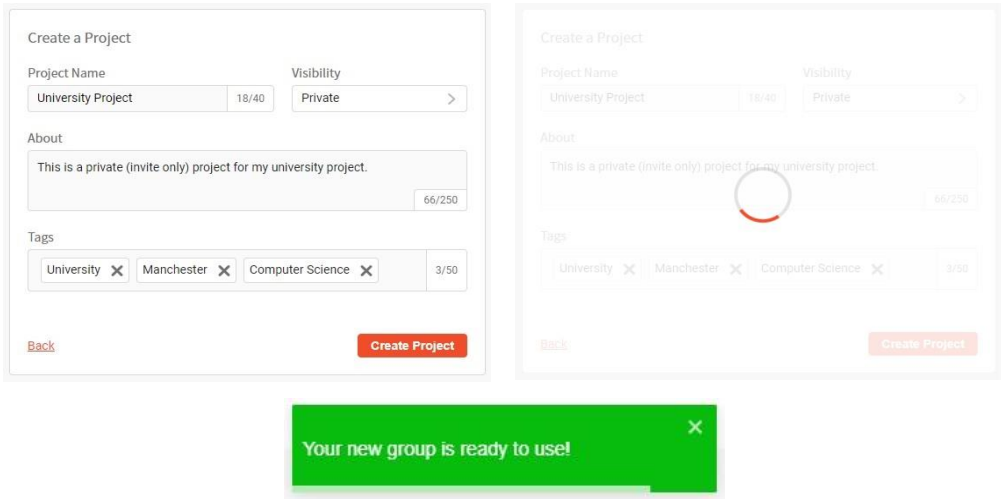 Create a Project
Project Name
Visibility
University Project
18/40
Private
About
This is a private (invite only) project for my university project.
66/250
Tags
University
Manchester
Computer Science
3/50
Back
Create Project
Create a Project
Project Name
Visibility
University Project
18/40
Private
About
This is a private (invite only) project for my university project.
66/250
Tags
University
Manchester
Computer Science
3/50
Back
Create Project
Your new group is ready to use!